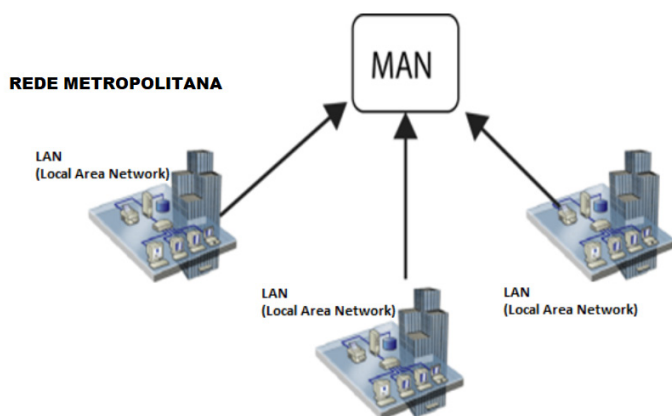 MAN
REDE METROPOLITANA
LAN
(Local Area Network)
LAN
(Local Area Network)
LAN
(Local Area Network)